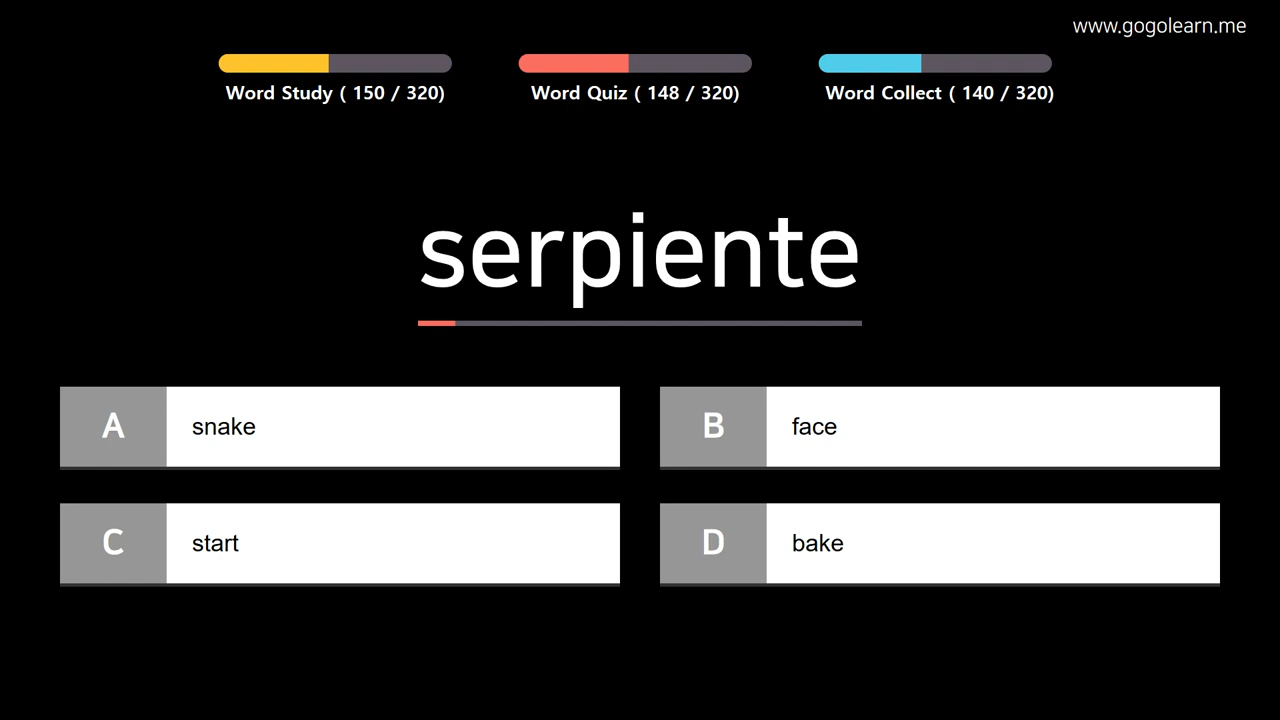 www.gogolearn.me
Word Study ( 150 / 320)
Word Quiz ( 148 / 320)
Word Collect ( 140 / 320)
serpiente
A snake
B face
C start
D bake